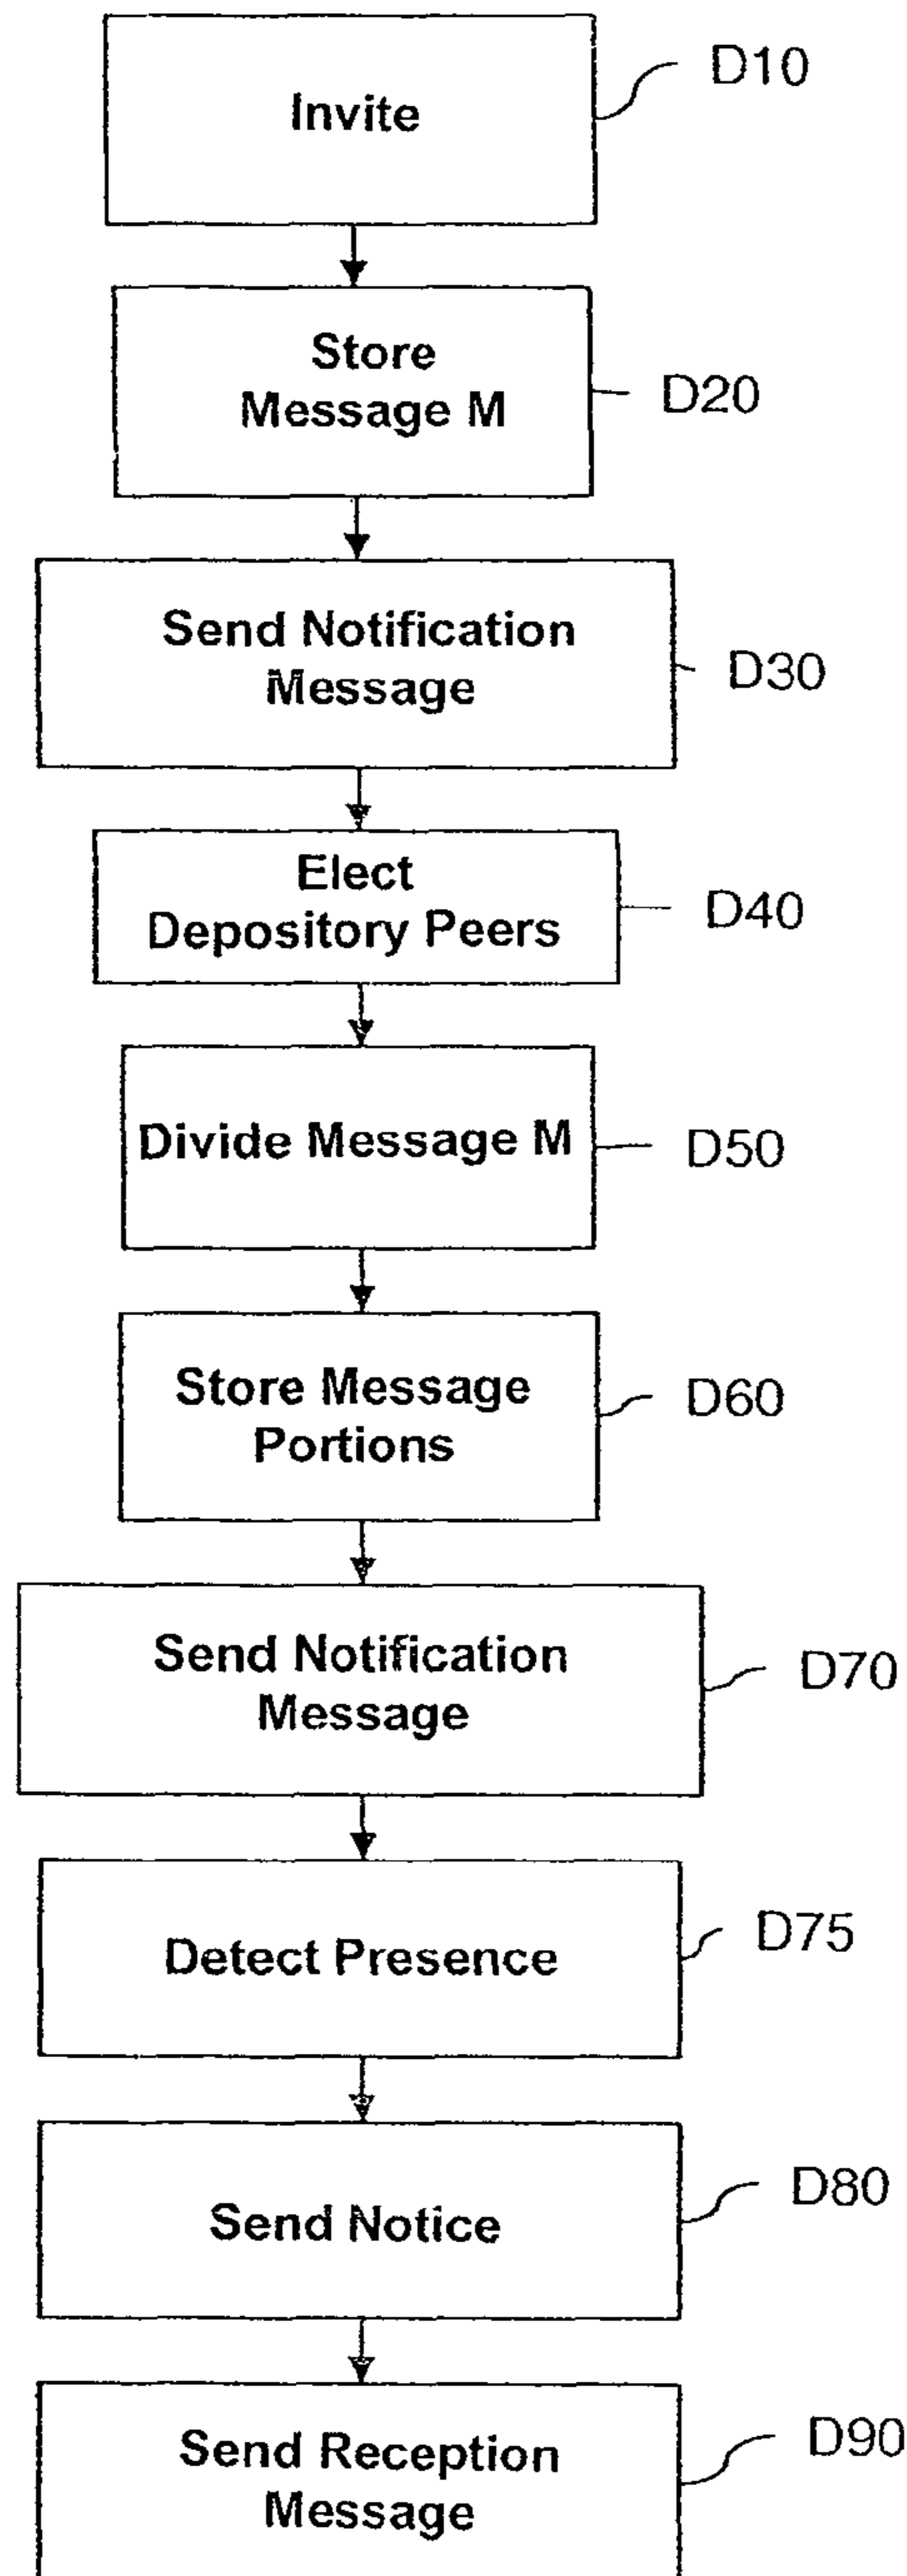 Invite
D10
Store
Message M
D20
Send Notification
Message
D30
Elect
Depository Peers
D40
Divide Message M
D50
Store Message
Portions
D60
Send Notification
Message
D70
Detect Presence
D75
Send Notice
D80
Send Reception
Message
D90